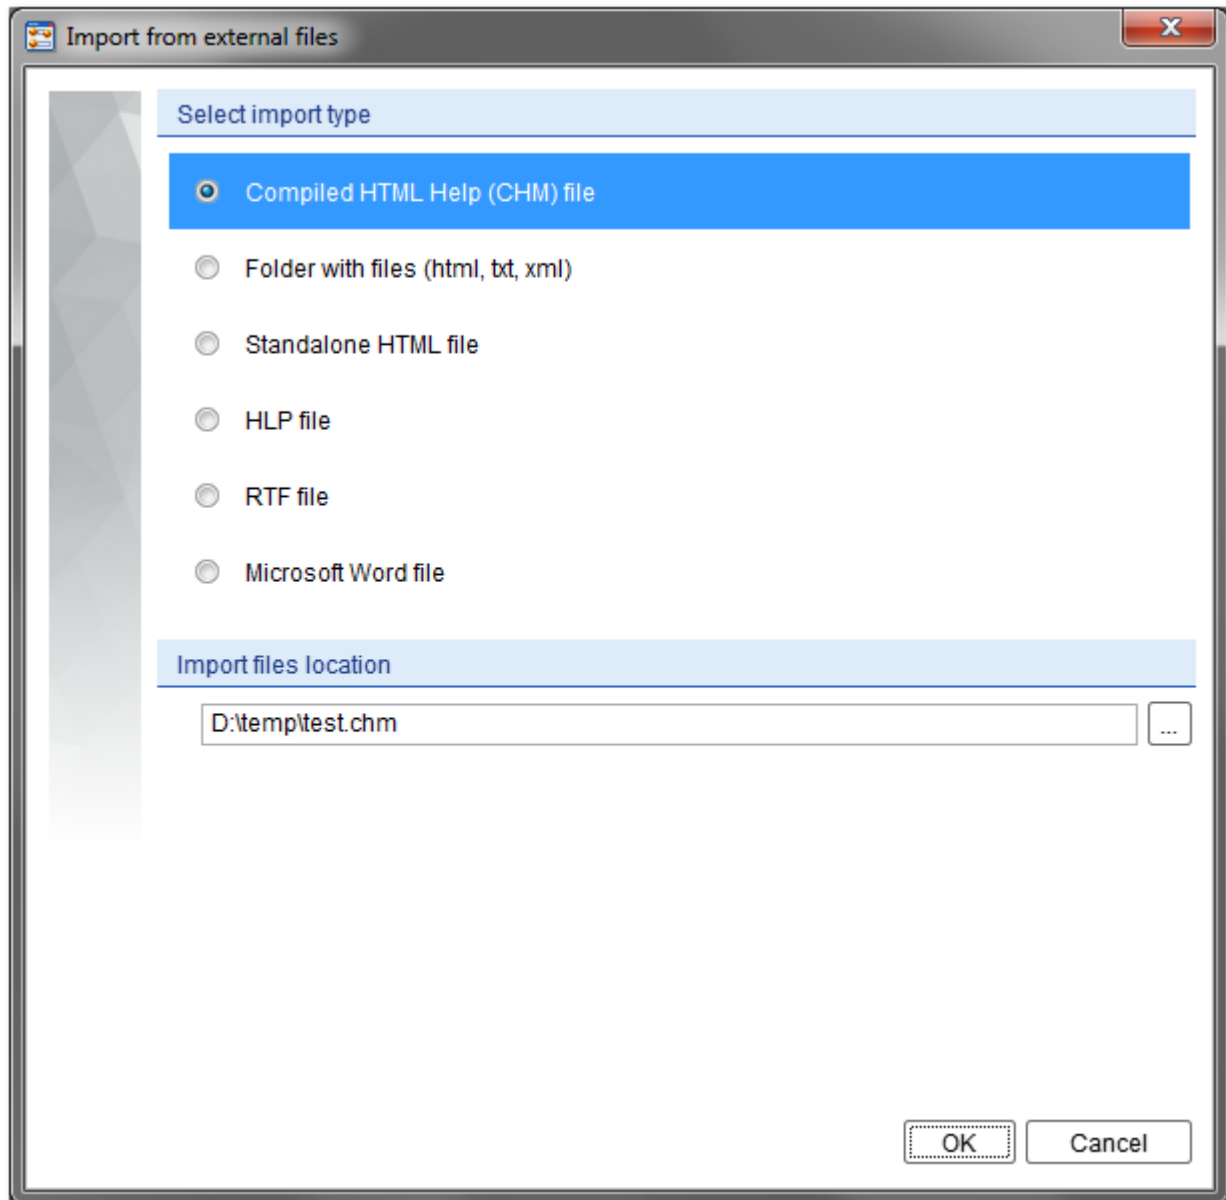 Import from external files
Select import type
Compiled HTML Help (CHM) file
Folder with files (html, txt, xml)
Standalone HTML file
HLP file
RTF file
Microsoft Word file
Import files location
D:\temp\test.chm
...
OK Cancel